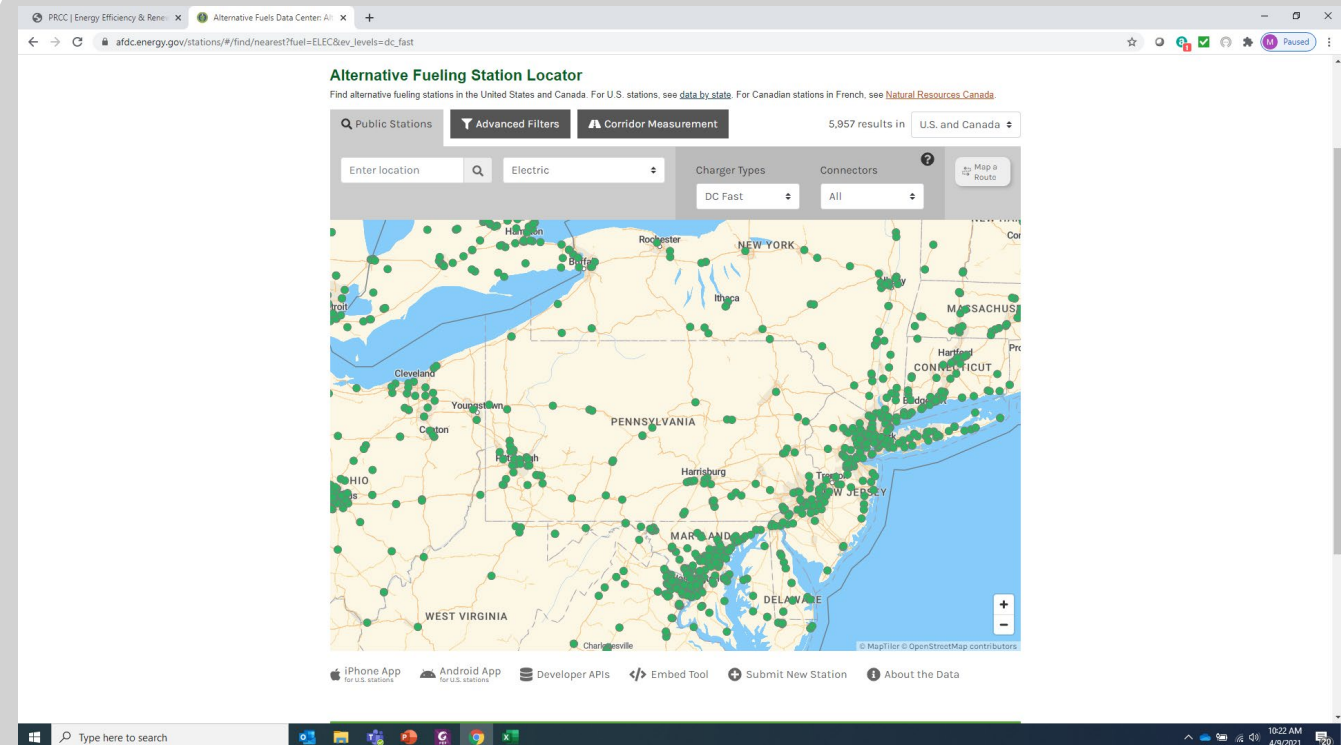 PRCC | Energy Efficiency & Rene
Alternative Fuels Data Center: Al
afdc.energy.gov/stations/#/find/nearest?fuel=ELEC&ev_levels=dc_fast
M Paused
Alternative Fueling Station Locator
Find alternative fueling stations in the United States and Canada. For U.S. stations, see data by state. For Canadian stations in French, see Natural Resources Canada.
Public Stations
Advanced Filters
Corridor Measurement
5,957 results in U.S. and Canada
Enter location
Electric
Charger Types
Connectors
?
Map a
Route
DC Fast
All
Rochester
NEW YORK
Ithaca
MASSACHUS
Hartford
CONNECTICUT
Cleveland
Youngstown
PENNSYLVANIA
Harrisburg
OHIO
NEW JERSEY
MARYLAND
DELAWARE
WEST VIRGINIA
+
−
© MapTiler © OpenStreetMap contributors
iPhone App
for U.S. stations
Android App
for U.S. stations
Developer APIs
</> Embed Tool
Submit New Station
About the Data
Type here to search
10:22 AM
4/9/2021
20